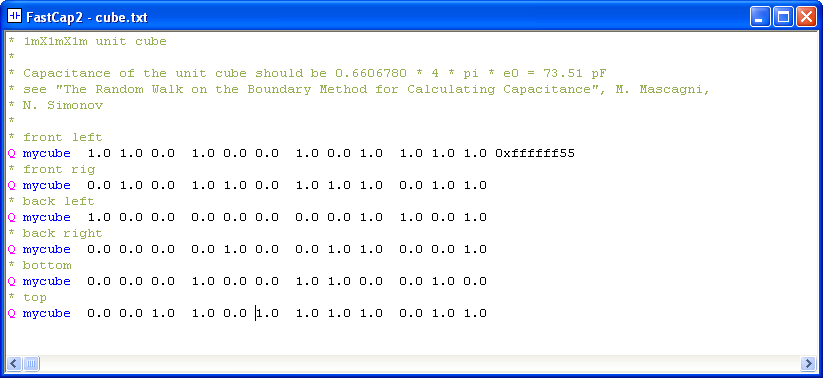 FastCap2 - cube.txt
* 1mX1mX1m unit cube
*
* Capacitance of the unit cube should be 0.6606780 * 4 * pi * e0 = 73.51 pF
* see "The Random Walk on the Boundary Method for Calculating Capacitance", M. Mascagni,
* N. Simonov
*
* front left
Q mycube  1.0 1.0 0.0  1.0 0.0 0.0  1.0 0.0 1.0  1.0 1.0 1.0 0xffffff55
* front rig
Q mycube  0.0 1.0 0.0  1.0 1.0 0.0  1.0 1.0 1.0  0.0 1.0 1.0
* back left
Q mycube  1.0 0.0 0.0  0.0 0.0 0.0  0.0 0.0 1.0  1.0 0.0 1.0
* back right
Q mycube  0.0 0.0 0.0  0.0 1.0 0.0  0.0 1.0 1.0  0.0 0.0 1.0
* bottom
Q mycube  0.0 0.0 0.0  1.0 0.0 0.0  1.0 1.0 0.0  0.0 1.0 0.0
* top
Q mycube  0.0 0.0 1.0  1.0 0.0 1.0  1.0 1.0 1.0  0.0 1.0 1.0